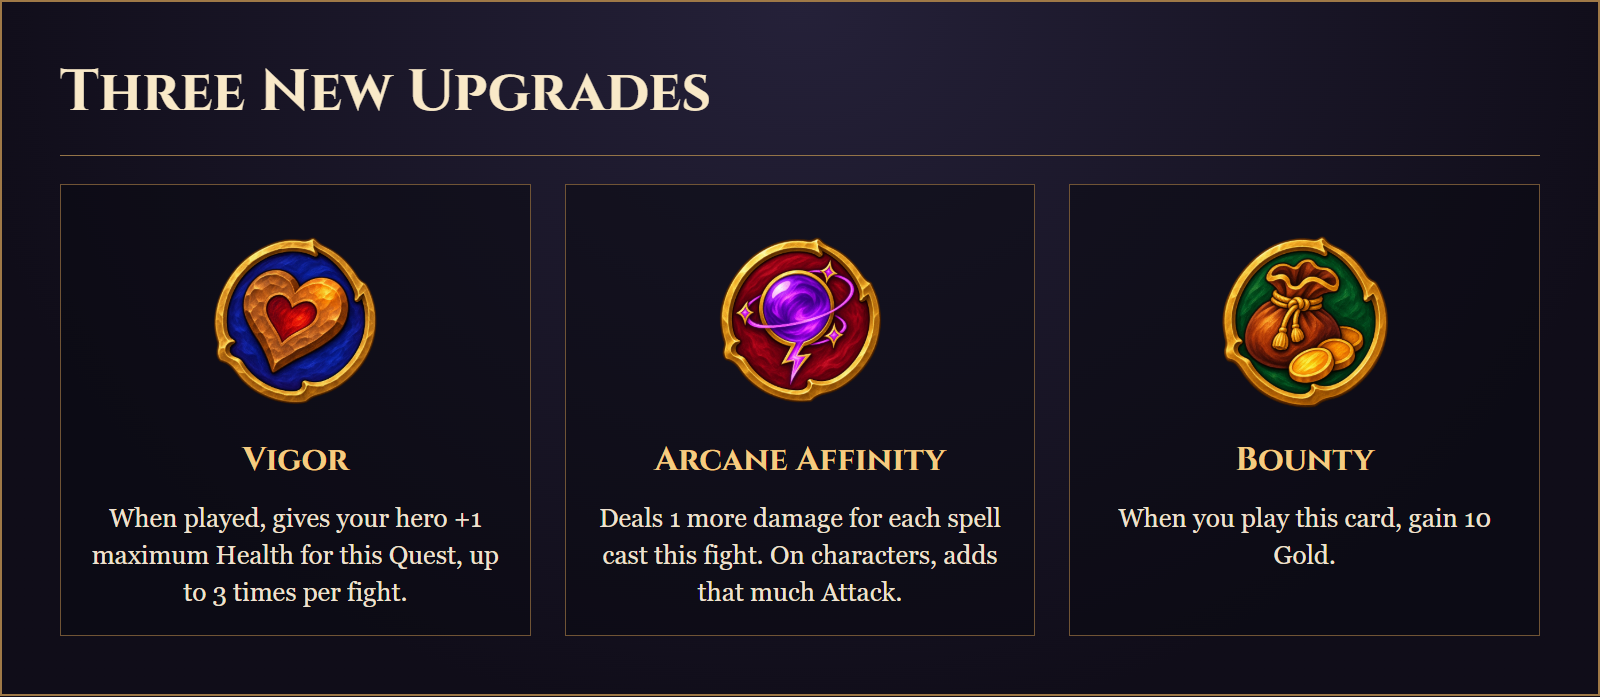 Three New Upgrades
Vigor
When played, gives your hero +1
maximum Health for this Quest, up
to 3 times per fight.
Arcane Affinity
Deals 1 more damage for each spell
cast this fight. On characters, adds
that much Attack.
Bounty
When you play this card, gain 10
Gold.